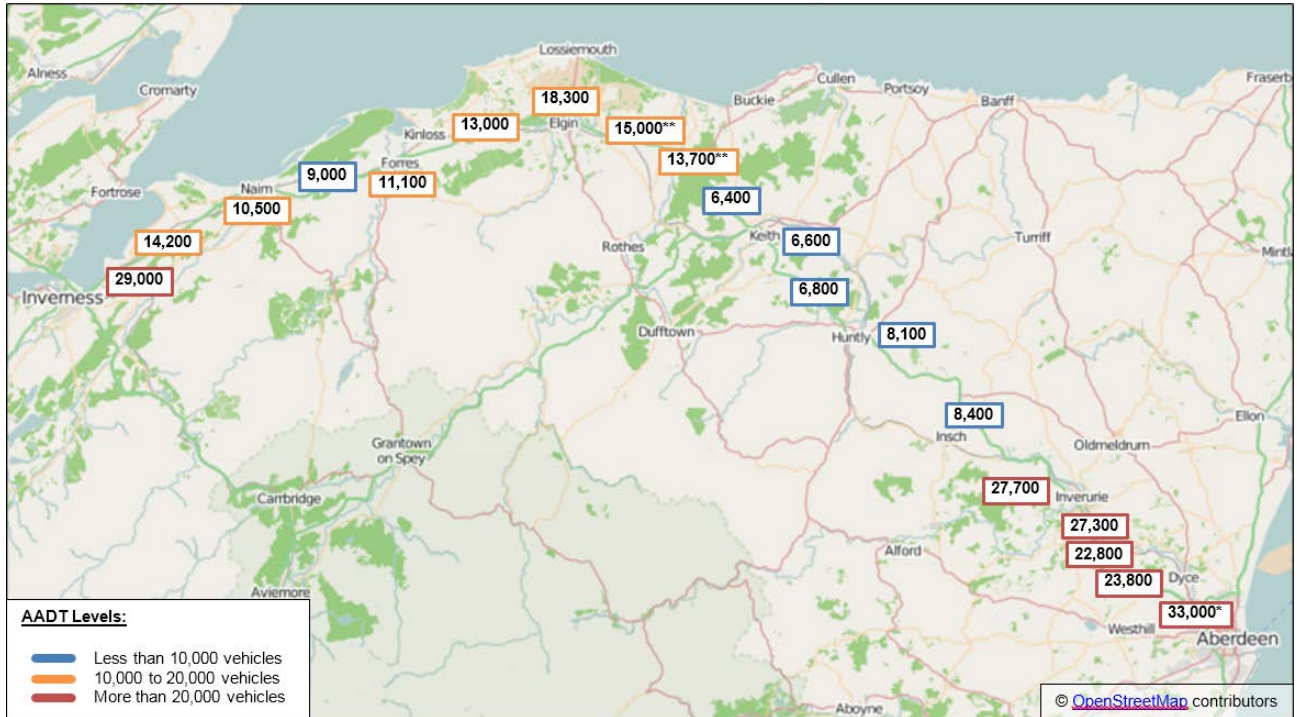 Lossiemouth
Alness
Cromarty
Cullen
Portsoy
Fraserb
Buckie
Banff
18,300
Kinloss
13,000
Elgin
15,000**
Forres
13,700**
Fortrose
Nairn
9,000
11,100
6,400
10,500
14,200
Rothes
Keith
6,600
Turriff
Mintl
29,000
Inverness
6,800
Dufftown
Huntly
8,100
8,400
Insch
Oldmeldrum
Ellon
Grantown
on Spey
Carrbridge
27,700
Inverurie
27,300
Alford
22,800
Aviemore
23,800
Dyce
33,000*
Westhill
Aberdeen
Aboyne
AADT Levels:
Less than 10,000 vehicles
10,000 to 20,000 vehicles
More than 20,000 vehicles
© OpenStreetMap contributors